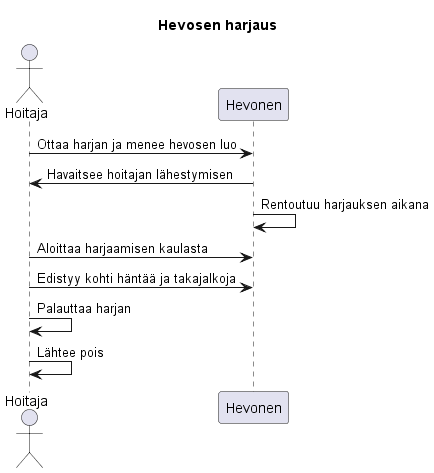 Hevosen harjaus
Hoitaja
Hevonen
Ottaa harjan ja menee hevosen luo
Havaitsee hoitajan lähestymisen
Rentoutuu harjauksen aikana
Aloittaa harjaamisen kaulasta
Edistyy kohti häntää ja takajalkoja
Palauttaa harjan
Lähtee pois
Hoitaja
Hevonen